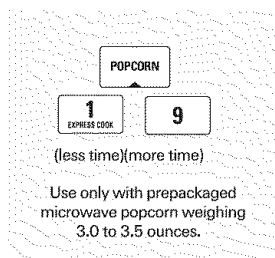 POPCORN
1 9
EXPRESS COOK
(less time)(more time)
Use only with prepackaged
microwave popcorn weighing
3.0 to 3.5 ounces.